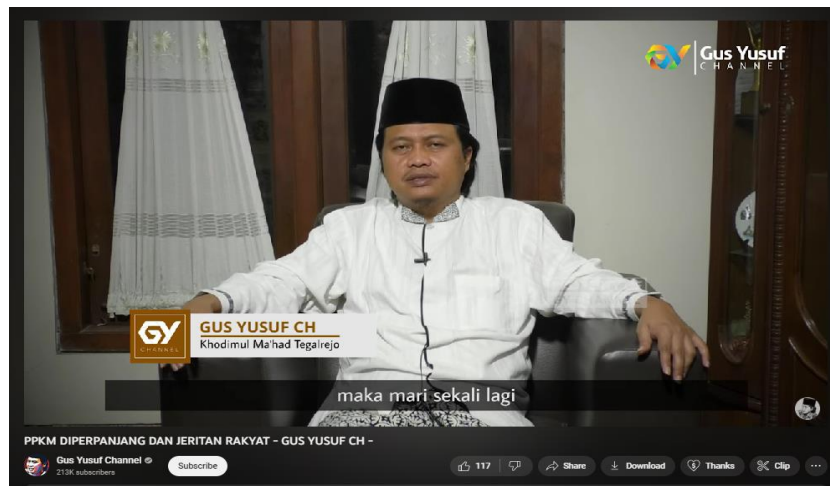 Gus Yusuf
CHANNEL
GY
CHANNEL
GUS YUSUF CH
Khodimul Ma'had Tegalrejo
maka mari sekali lagi
PPKM DIPERPANJANG DAN JERITAN RAKYAT - GUS YUSUF CH -
Gus Yusuf Channel
213K subscribers
Subscribe
117
Share
Download
Thanks
Clip